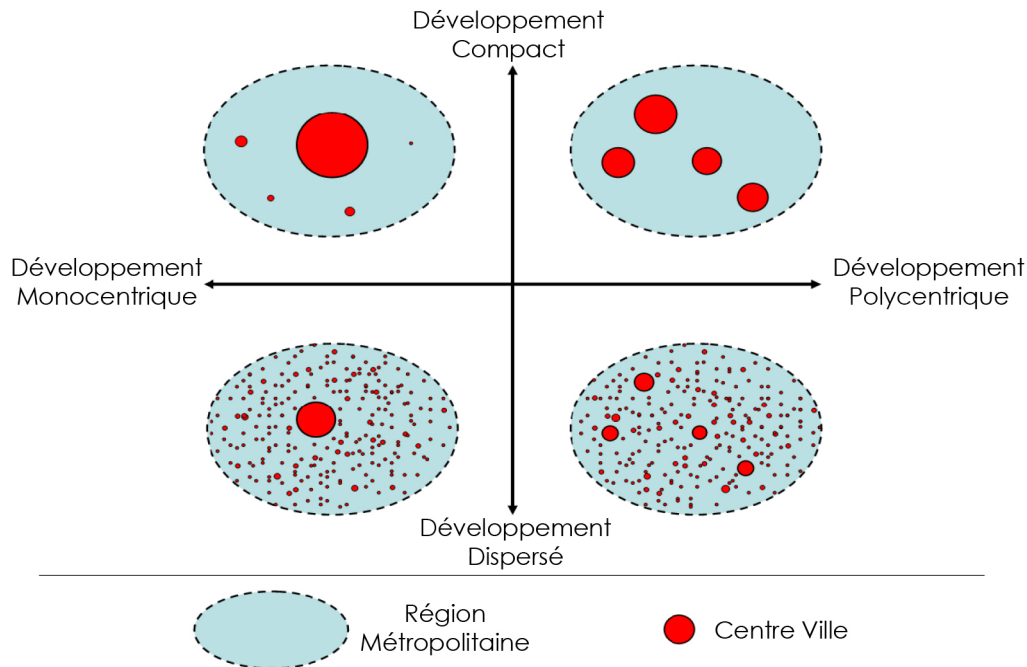 Développement
Compact
Développement
Monocentrique
Développement
Polycentrique
Développement
Dispersé
Région
Métropolitaine
Centre Ville